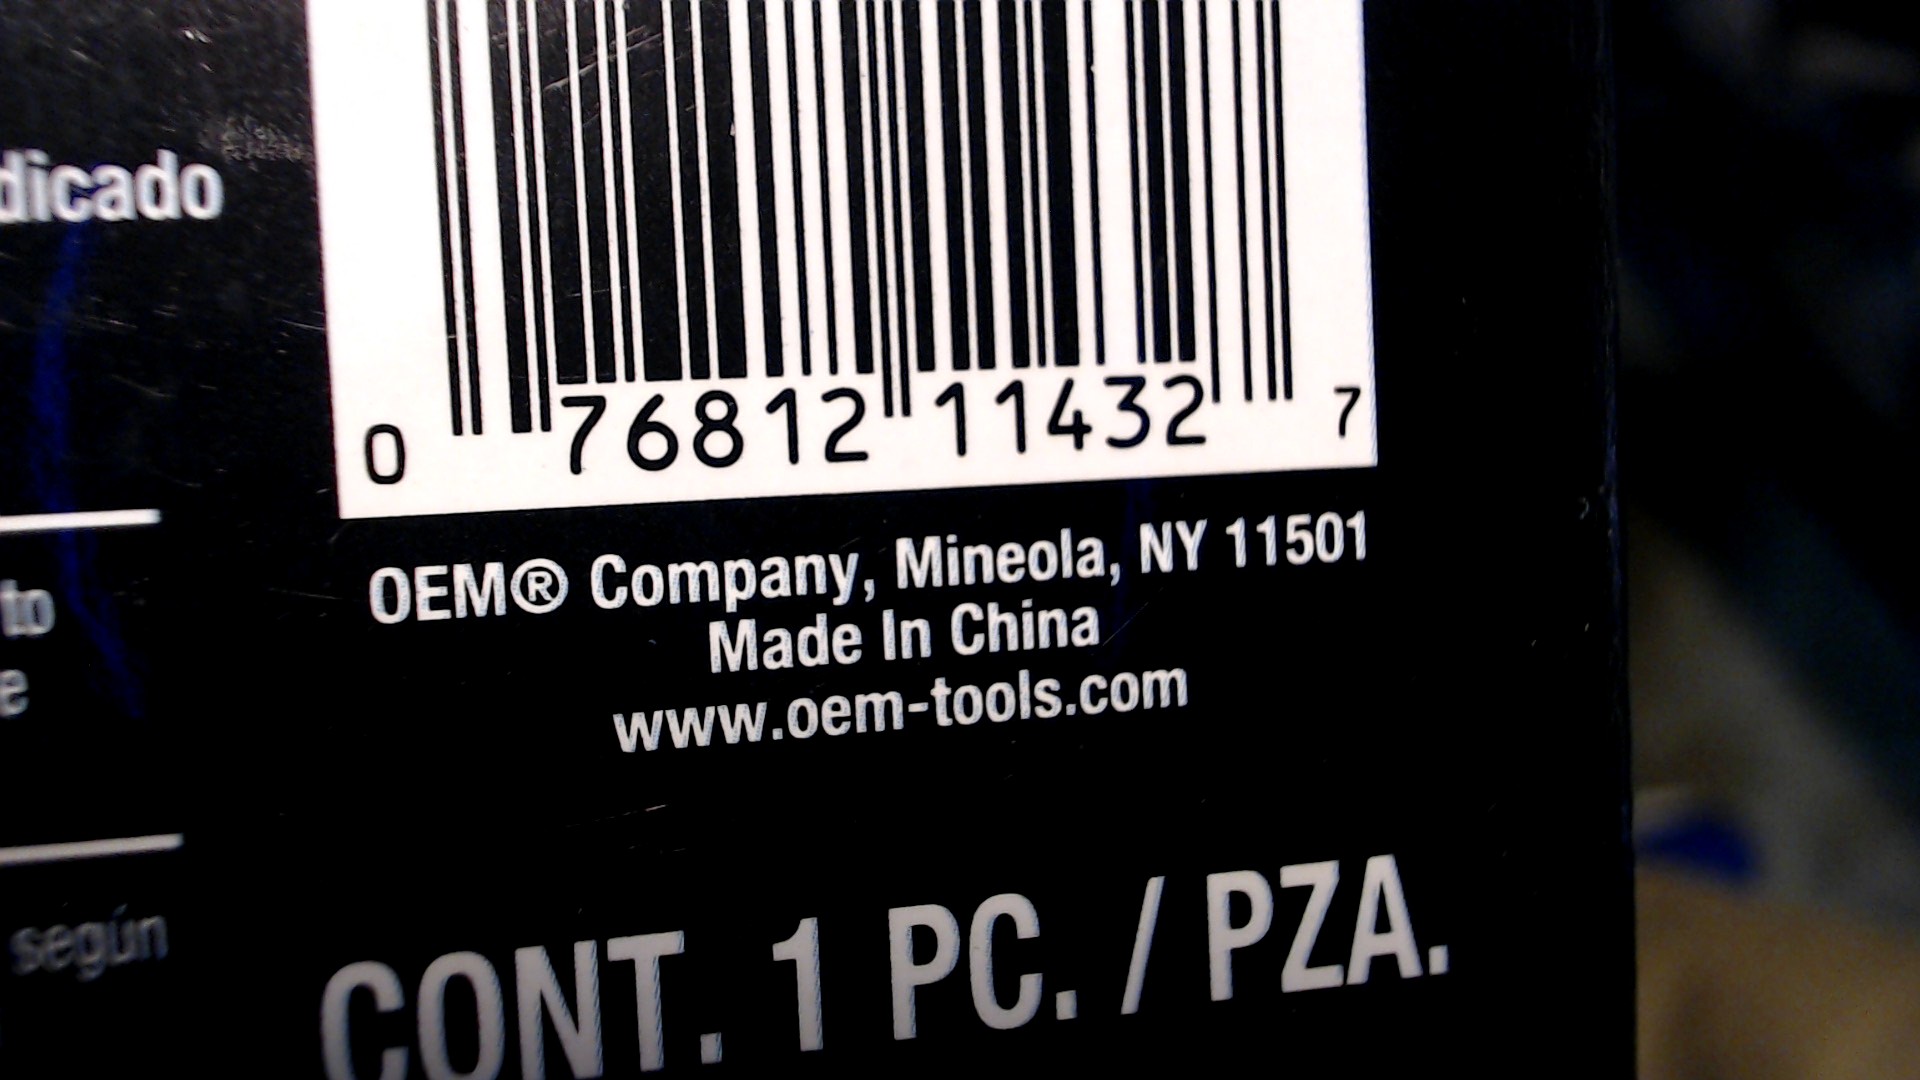 dicado
0 76812 11432 7
OEM® Company, Mineola, NY 11501
Made In China
www.oem-tools.com
to
e
según
CONT. 1 PC. / PZA.